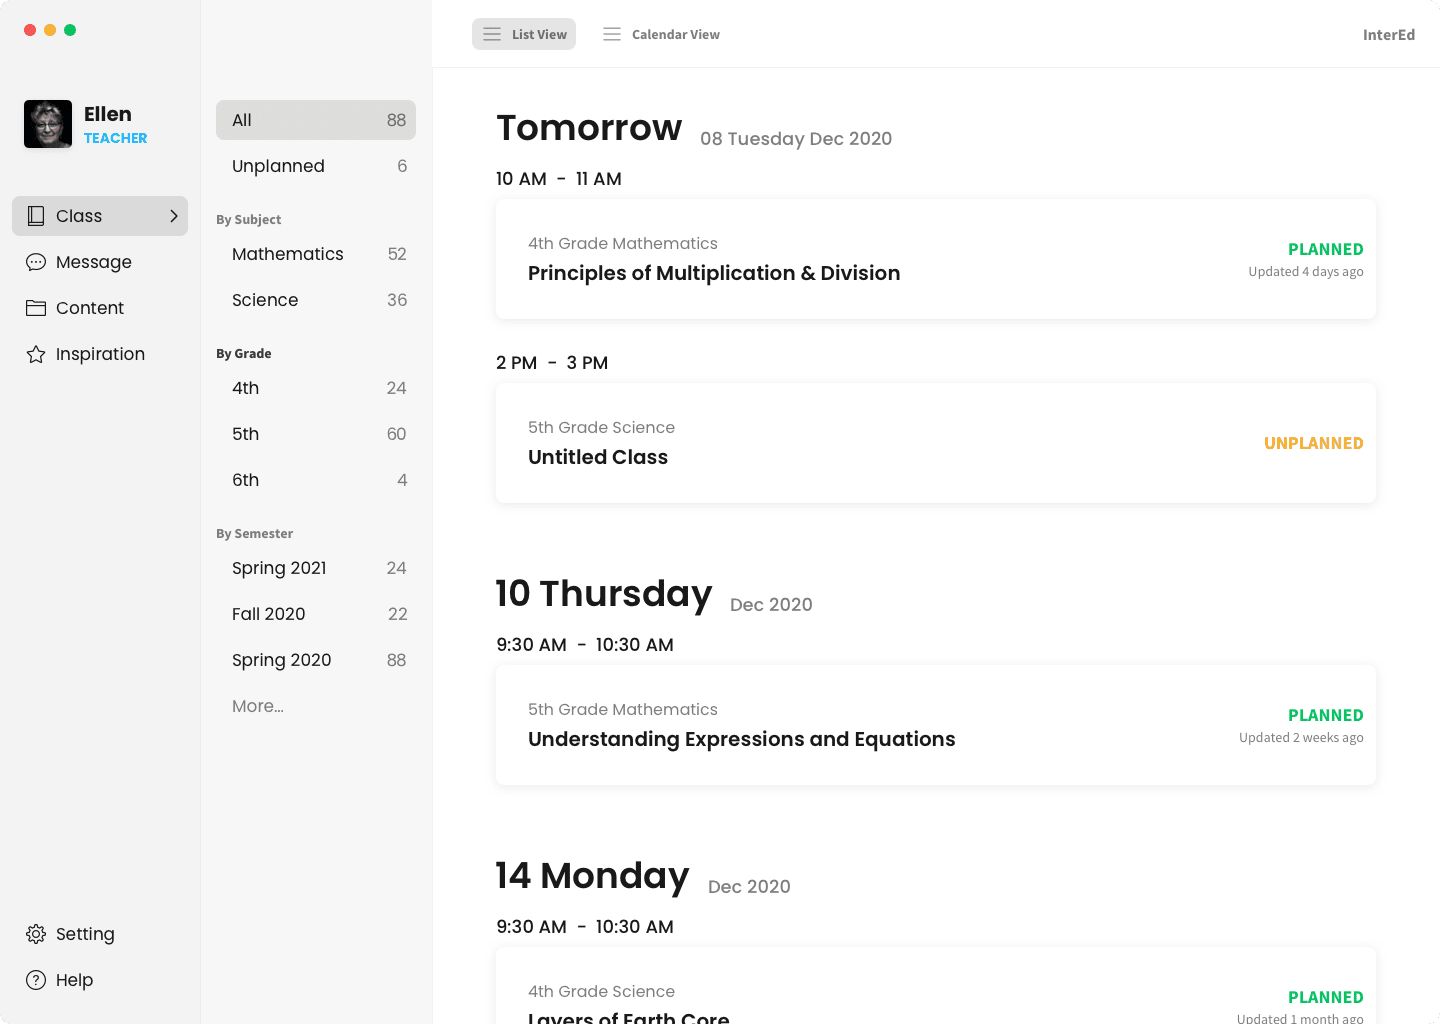 Ellen
TEACHER
Class
Message
Content
Inspiration
Setting
Help
All 88
Unplanned 6
By Subject
Mathematics 52
Science 36
By Grade
4th 24
5th 60
6th 4
By Semester
Spring 2021 24
Fall 2020 22
Spring 2020 88
More...
List View Calendar View InterEd
Tomorrow 08 Tuesday Dec 2020
10 AM - 11 AM
4th Grade Mathematics
Principles of Multiplication & Division
PLANNED
Updated 4 days ago
2 PM - 3 PM
5th Grade Science
Untitled Class
UNPLANNED
10 Thursday Dec 2020
9:30 AM - 10:30 AM
5th Grade Mathematics
Understanding Expressions and Equations
PLANNED
Updated 2 weeks ago
14 Monday Dec 2020
9:30 AM - 10:30 AM
4th Grade Science
Layers of Earth Core
PLANNED
Updated 1 month ago